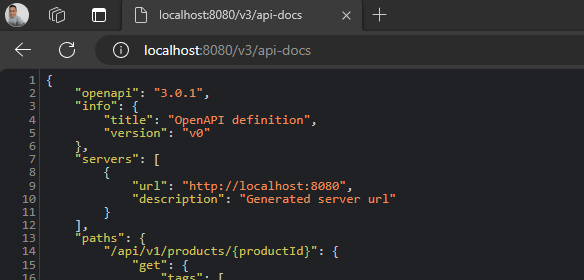 localhost:8080/v3/api-docs
localhost:8080/v3/api-docs
1 {
2 "openapi": "3.0.1",
3 "info": {
4 "title": "OpenAPI definition",
5 "version": "v0"
6 },
7 "servers": [
8 {
9 "url": "http://localhost:8080",
10 "description": "Generated server url"
11 }
12 ],
13 "paths": {
14 "/api/v1/products/{productId}": {
15 "get": {
16 "tags": [